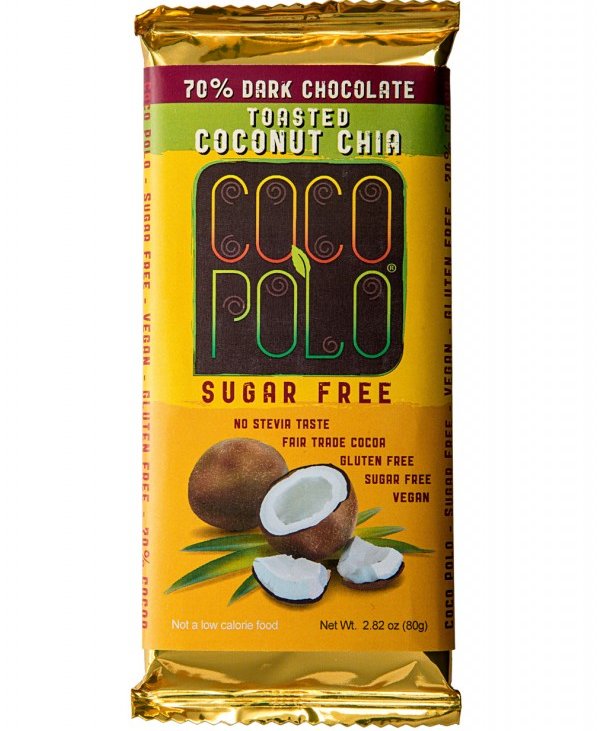 70% DARK CHOCOLATE
TOASTED
COCONUT CHIA
COCO
POLO®
SUGAR FREE
NO STEVIA TASTE
FAIR TRADE COCOA
GLUTEN FREE
SUGAR FREE
VEGAN
Not a low calorie food
Net Wt. 2.82 oz (80g)
COCO POLO - SUGAR FREE - VEGAN - GLUTEN FREE - 70% COCOA
COCO POLO - SUGAR FREE - VEGAN - GLUTEN FREE - 70%